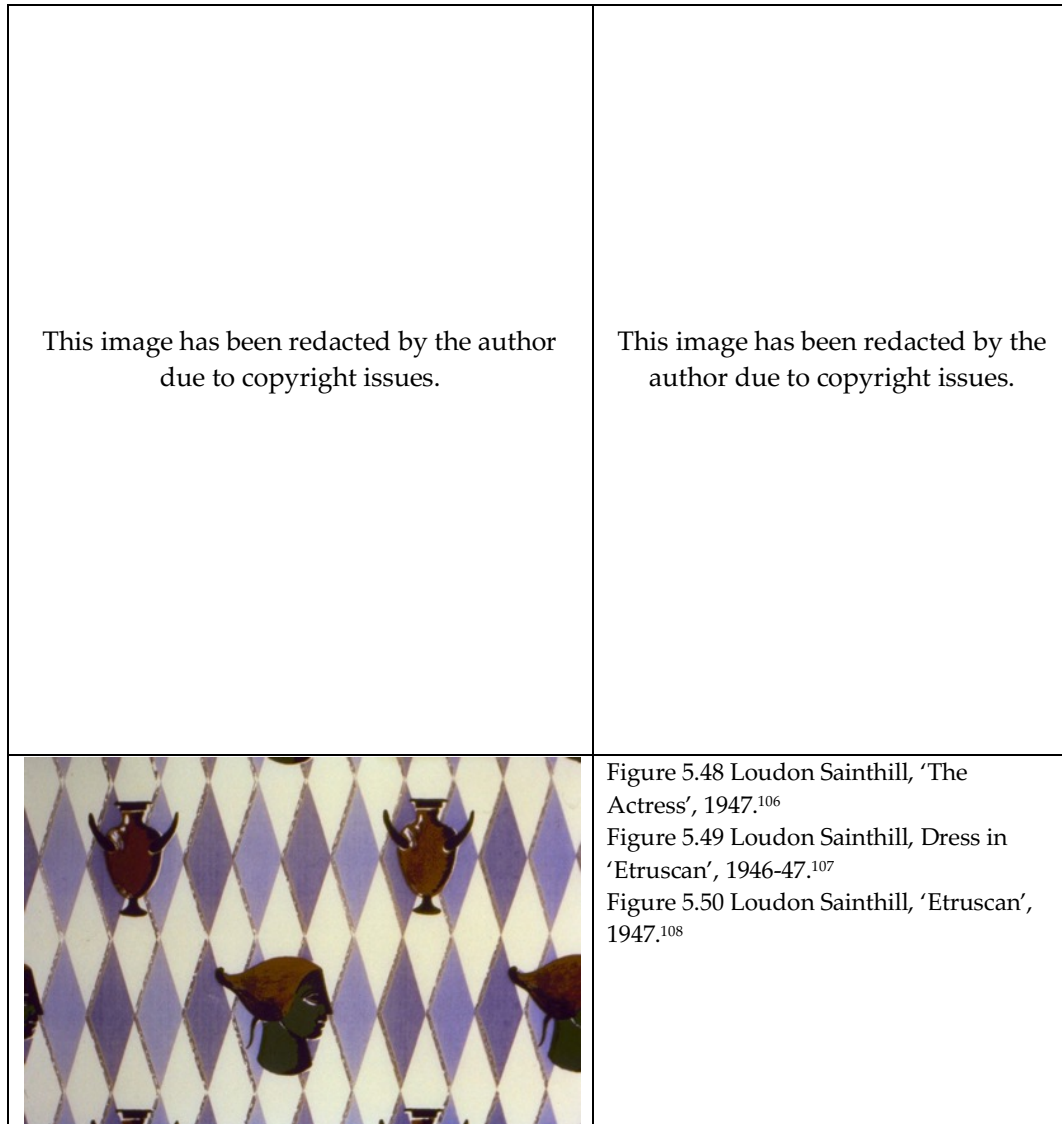 This image has been redacted by the author
due to copyright issues.
This image has been redacted by the
author due to copyright issues.
Figure 5.48 Loudon Sainthill, ‘The
Actress’, 1947.¹⁰⁶
Figure 5.49 Loudon Sainthill, Dress in
‘Etruscan’, 1946-47.¹⁰⁷
Figure 5.50 Loudon Sainthill, ‘Etruscan’,
1947.¹⁰⁸